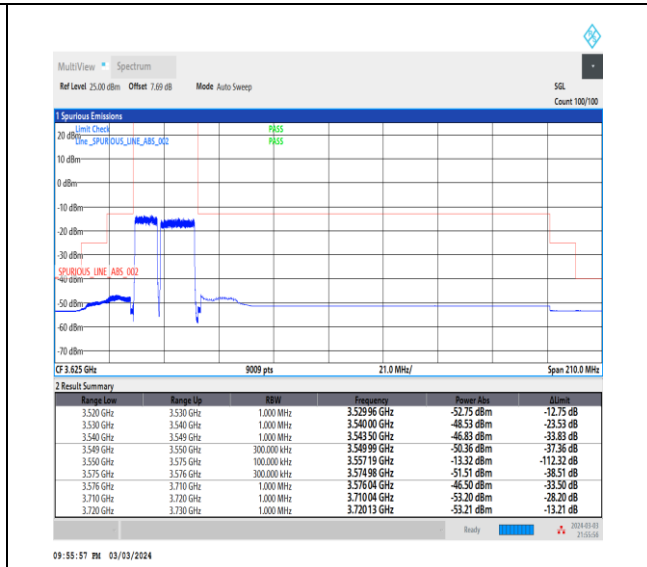 MultiView Spectrum
Ref Level 25.00 dBm Offset 7.69 dB Mode Auto Sweep SGL
Count 100/100
1 Spurious Emissions
Limit Check PASS
20 dBm
Line _SPURIOUS_LINE_ABS_002 PASS
10 dBm
0 dBm
-10 dBm
-20 dBm
-30 dBm
SPURIOUS_LINE_ABS_002
-40 dBm
-50 dBm
-60 dBm
-70 dBm
CF 3.625 GHz 9009 pts 21.0 MHz/ Span 210.0 MHz
2 Result Summary
Range Low Range Up RBW Frequency Power Abs ΔLimit
3.520 GHz 3.530 GHz 1.000 MHz 3.52996 GHz -52.75 dBm -12.75 dB
3.530 GHz 3.540 GHz 1.000 MHz 3.54000 GHz -48.53 dBm -23.53 dB
3.540 GHz 3.549 GHz 1.000 MHz 3.54350 GHz -46.83 dBm -33.83 dB
3.549 GHz 3.550 GHz 300.000 kHz 3.54999 GHz -50.36 dBm -37.36 dB
3.550 GHz 3.575 GHz 100.000 kHz 3.55719 GHz -13.32 dBm -112.32 dB
3.575 GHz 3.576 GHz 300.000 kHz 3.57498 GHz -51.51 dBm -38.51 dB
3.576 GHz 3.710 GHz 1.000 MHz 3.57604 GHz -46.50 dBm -33.50 dB
3.710 GHz 3.720 GHz 1.000 MHz 3.71004 GHz -53.20 dBm -28.20 dB
3.720 GHz 3.730 GHz 1.000 MHz 3.72013 GHz -53.21 dBm -13.21 dB
Ready 2024-03-03
21:55:56
09:55:57 PM 03/03/2024